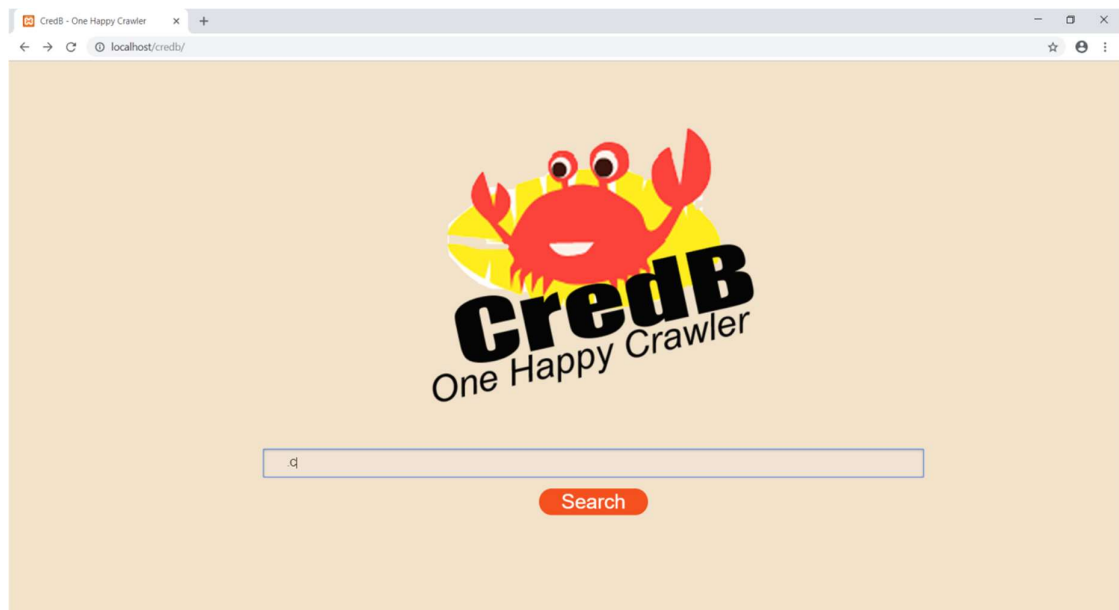 CredB - One Happy Crawler
localhost/credb/
CredB
One Happy Crawler
.c
Search